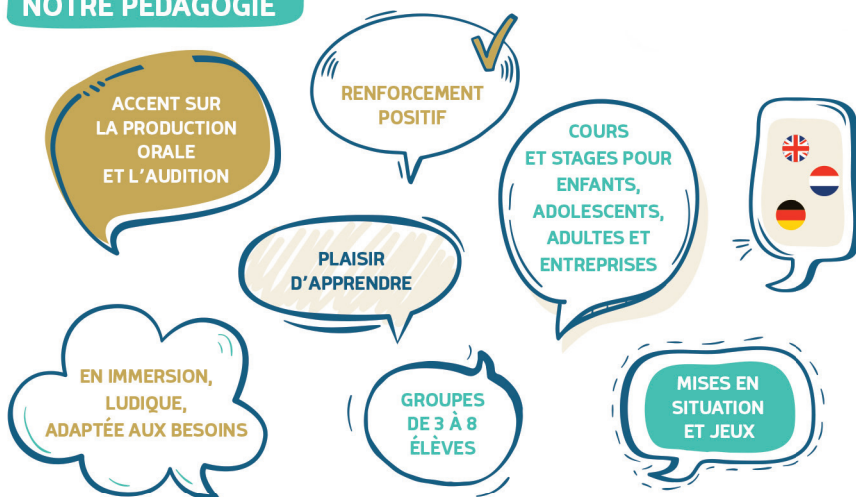 NOTRE PÉDAGOGIE
ACCENT SUR
LA PRODUCTION
ORALE
ET L'AUDITION
RENFORCEMENT
POSITIF
COURS
ET STAGES POUR
ENFANTS,
ADOLESCENTS,
ADULTES ET
ENTREPRISES
PLAISIR
D'APPRENDRE
EN IMMERSION,
LUDIQUE,
ADAPTÉE AUX BESOINS
GROUPES
DE 3 À 8
ÉLÈVES
MISES EN
SITUATION
ET JEUX